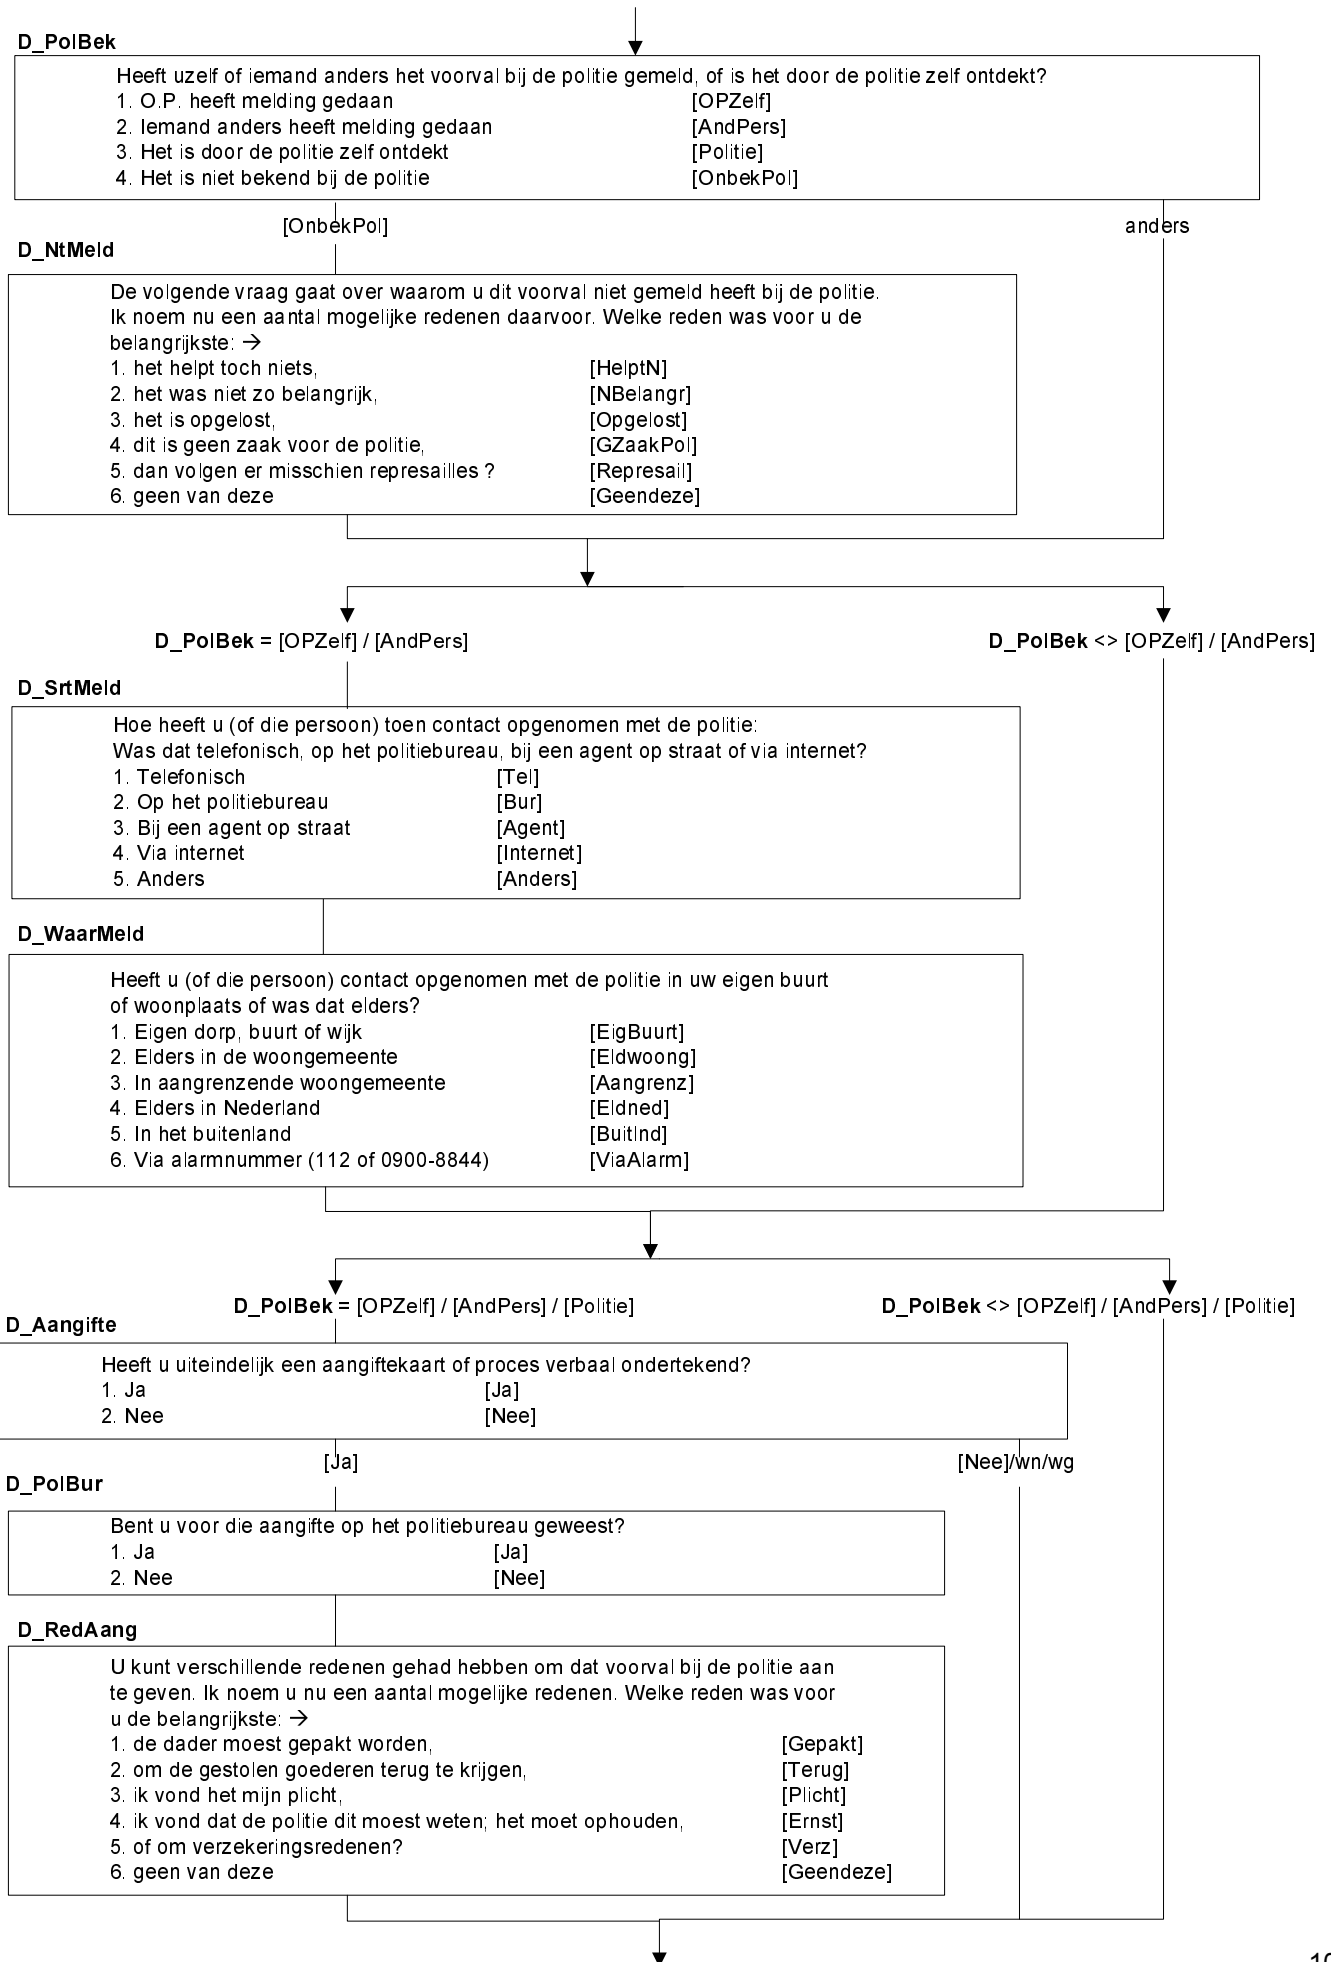 D_PolBek
Heeft uzelf of iemand anders het voorval bij de politie gemeld, of is het door de politie zelf ontdekt?
1. O.P. heeft melding gedaan [OPZelf]
2. Iemand anders heeft melding gedaan [AndPers]
3. Het is door de politie zelf ontdekt [Politie]
4. Het is niet bekend bij de politie [OnbekPol]
[OnbekPol] anders
D_NtMeld
De volgende vraag gaat over waarom u dit voorval niet gemeld heeft bij de politie.
Ik noem nu een aantal mogelijke redenen daarvoor. Welke reden was voor u de
belangrijkste: →
1. het helpt toch niets, [HelptN]
2. het was niet zo belangrijk, [NBelangr]
3. het is opgelost, [Opgelost]
4. dit is geen zaak voor de politie, [GZaakPol]
5. dan volgen er misschien represailles ? [Represail]
6. geen van deze [Geendeze]
D_PolBek = [OPZelf] / [AndPers] D_PolBek <> [OPZelf] / [AndPers]
D_SrtMeld
Hoe heeft u (of die persoon) toen contact opgenomen met de politie:
Was dat telefonisch, op het politiebureau, bij een agent op straat of via internet?
1. Telefonisch [Tel]
2. Op het politiebureau [Bur]
3. Bij een agent op straat [Agent]
4. Via internet [Internet]
5. Anders [Anders]
D_WaarMeld
Heeft u (of die persoon) contact opgenomen met de politie in uw eigen buurt
of woonplaats of was dat elders?
1. Eigen dorp, buurt of wijk [EigBuurt]
2. Elders in de woongemeente [Eldwoong]
3. In aangrenzende woongemeente [Aangrenz]
4. Elders in Nederland [Eldned]
5. In het buitenland [Buitlnd]
6. Via alarmnummer (112 of 0900-8844) [ViaAlarm]
D_PolBek = [OPZelf] / [AndPers] / [Politie] D_PolBek <> [OPZelf] / [AndPers] / [Politie]
D_Aangifte
Heeft u uiteindelijk een aangiftekaart of proces verbaal ondertekend?
1. Ja [Ja]
2. Nee [Nee]
[Ja] [Nee]/wn/wg
D_PolBur
Bent u voor die aangifte op het politiebureau geweest?
1. Ja [Ja]
2. Nee [Nee]
D_RedAang
U kunt verschillende redenen gehad hebben om dat voorval bij de politie aan
te geven. Ik noem u nu een aantal mogelijke redenen. Welke reden was voor
u de belangrijkste: →
1. de dader moest gepakt worden, [Gepakt]
2. om de gestolen goederen terug te krijgen, [Terug]
3. ik vond het mijn plicht, [Plicht]
4. ik vond dat de politie dit moest weten; het moet ophouden, [Ernst]
5. of om verzekeringsredenen? [Verz]
6. geen van deze [Geendeze]